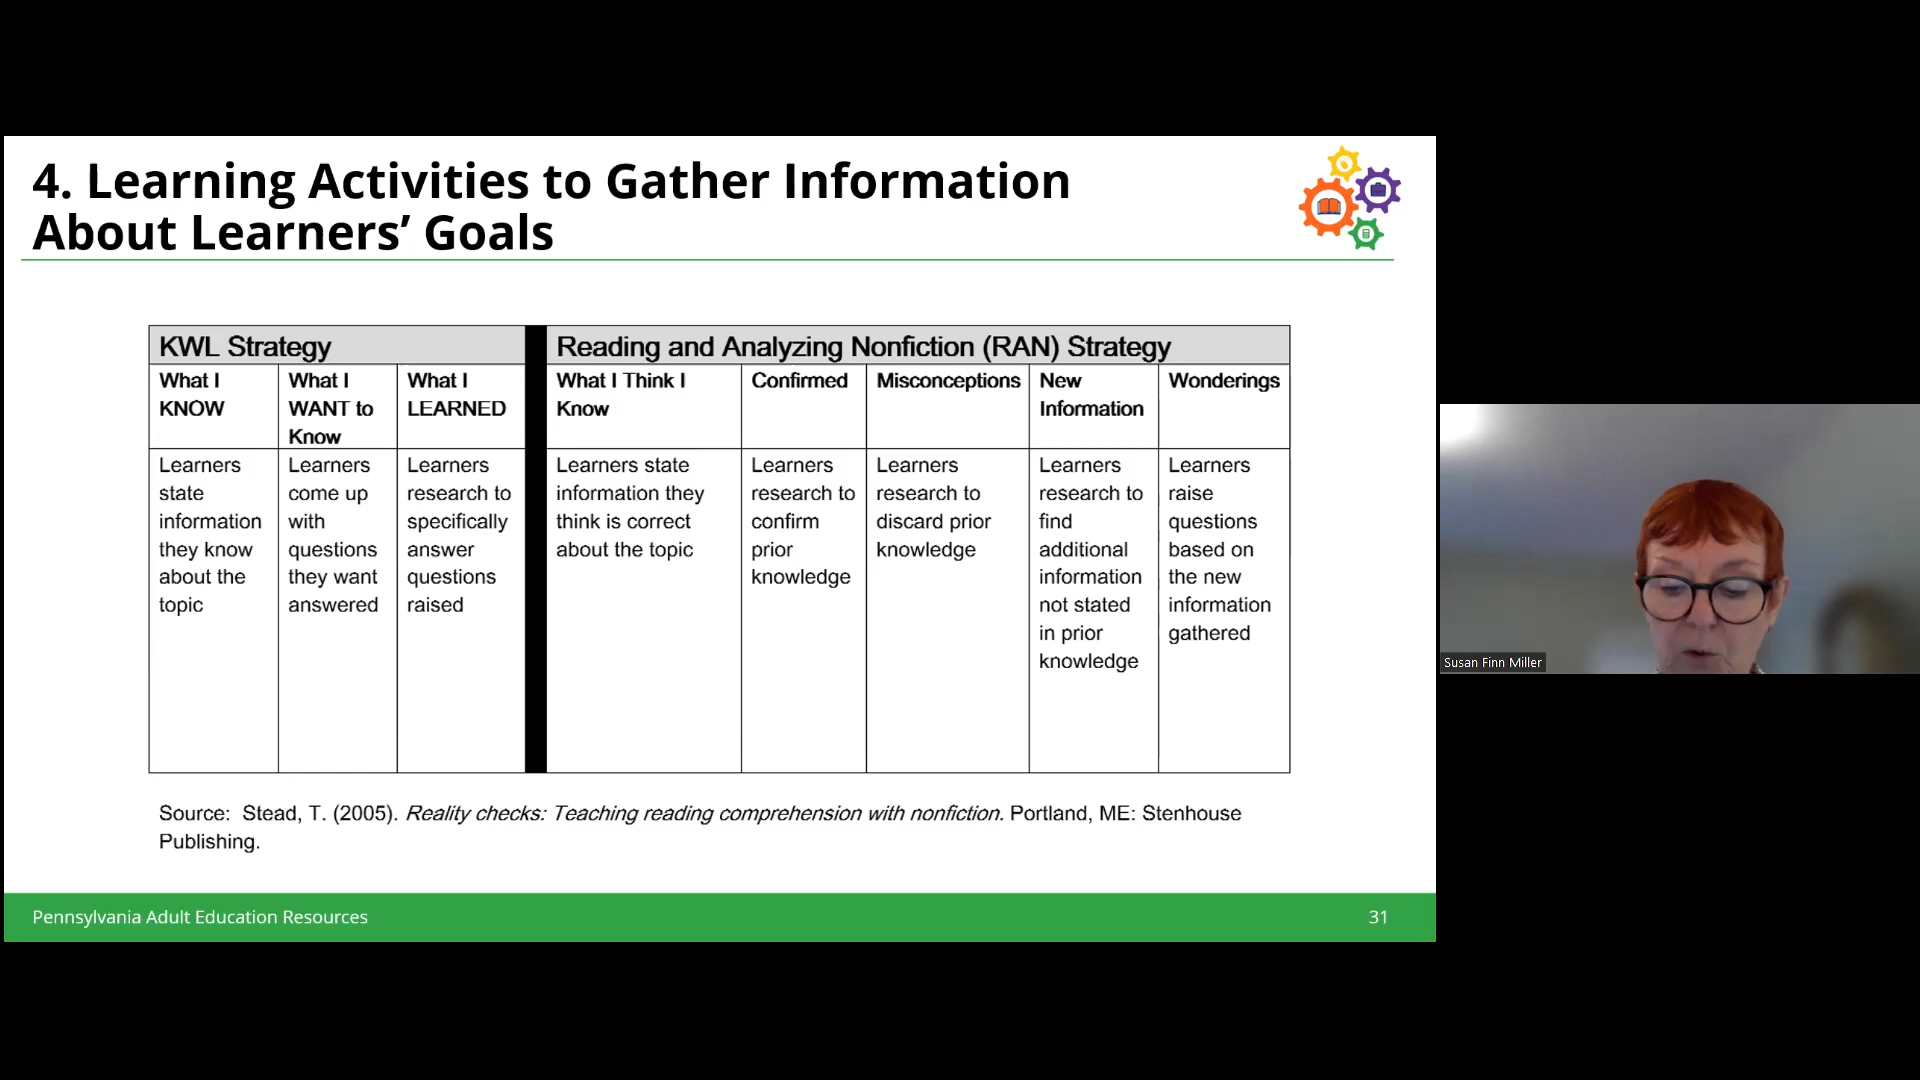 4. Learning Activities to Gather Information
About Learners’ Goals
KWL Strategy
What I
KNOW
What I
WANT to
Know
What I
LEARNED
Learners
state
information
they know
about the
topic
Learners
come up
with
questions
they want
answered
Learners
research to
specifically
answer
questions
raised
Reading and Analyzing Nonfiction (RAN) Strategy
What I Think I
Know
Confirmed
Misconceptions
New
Information
Wonderings
Learners state
information they
think is correct
about the topic
Learners
research to
confirm
prior
knowledge
Learners
research to
discard prior
knowledge
Learners
research to
find
additional
information
not stated
in prior
knowledge
Learners
raise
questions
based on
the new
information
gathered
Source:  Stead, T. (2005). Reality checks: Teaching reading comprehension with nonfiction. Portland, ME: Stenhouse
Publishing.
Pennsylvania Adult Education Resources
31
Susan Finn Miller